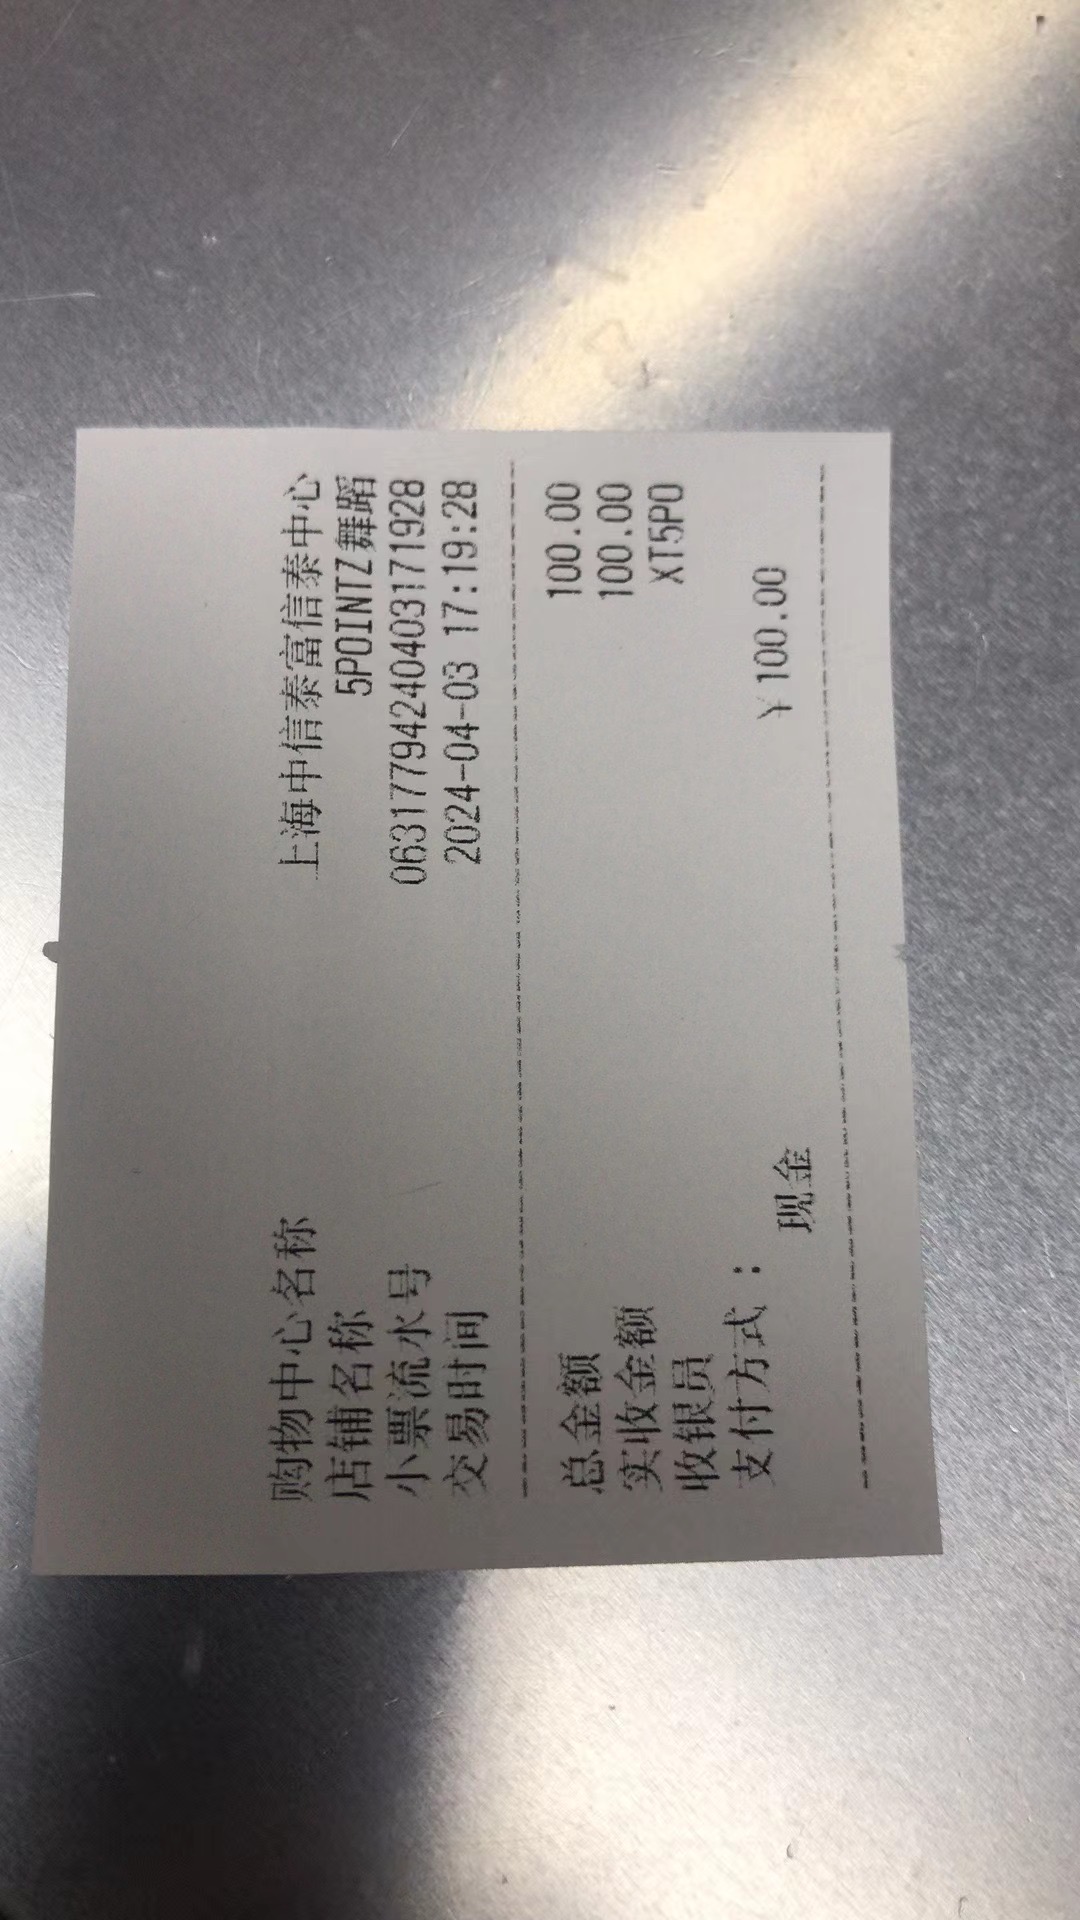 购物中心名称 上海中信泰富信泰中心
店铺名称 5POINTZ舞蹈
小票流水号 06317794240403171928
交易时间 2024-04-03 17:19:28
总金额 100.00
实收金额 100.00
收银员 XT5PO
支付方式：
现金 ¥100.00